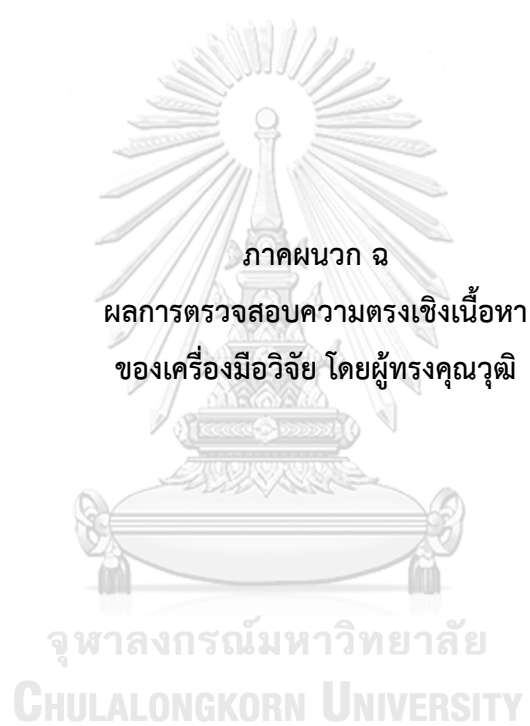 ภาคผนวก ฉ
ผลการตรวจสอบความตรงเชิงเนื้อหา
ของเครื่องมือวิจัย โดยผู้ทรงคุณวุฒิ
จุฬาลงกรณ์มหาวิทยาลัย
CHULALONGKORN UNIVERSITY